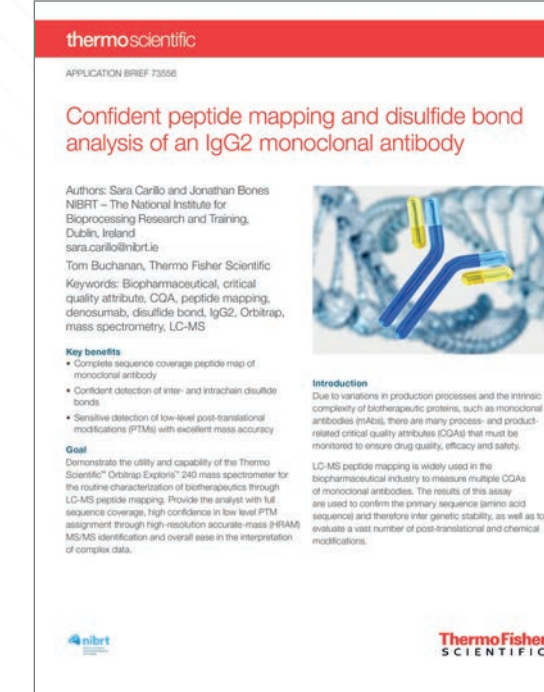 thermoscientific
APPLICATION BRIEF 73556
Confident peptide mapping and disulfide bond
analysis of an IgG2 monoclonal antibody
Authors: Sara Carillo and Jonathan Bones
NIBRT – The National Institute for
Bioprocessing Research and Training,
Dublin, Ireland
sara.carillo@nibrt.ie
Tom Buchanan, Thermo Fisher Scientific
Keywords: Biopharmaceutical, critical
quality attribute, CQA, peptide mapping,
denosumab, disulfide bond, IgG2, Orbitrap,
mass spectrometry, LC-MS
Key benefits
• Complete sequence coverage peptide map of
monoclonal antibody
• Confident detection of inter- and intrachain disulfide
bonds
• Sensitive detection of low-level post-translational
modifications (PTMs) with excellent mass accuracy
Goal
Demonstrate the utility and capability of the Thermo
Scientific™ Orbitrap Exploris™ 240 mass spectrometer for
the routine characterization of biotherapeutics through
LC-MS peptide mapping. Provide the analyst with full
sequence coverage, high confidence in low level PTM
assignment through high-resolution accurate-mass (HRAM)
MS/MS identification and overall ease in the interpretation
of complex data.
Introduction
Due to variations in production processes and the intrinsic
complexity of biotherapeutic proteins, such as monoclonal
antibodies (mAbs), there are many process- and product-
related critical quality attributes (CQAs) that must be
monitored to ensure drug quality, efficacy and safety.
LC-MS peptide mapping is widely used in the
biopharmaceutical industry to measure multiple CQAs
of monoclonal antibodies. The results of this assay
are used to confirm the primary sequence (amino acid
sequence) and therefore infer genetic stability, as well as to
evaluate a vast number of post-translational and chemical
modifications.
nibrt
ThermoFisher
SCIENTIFIC